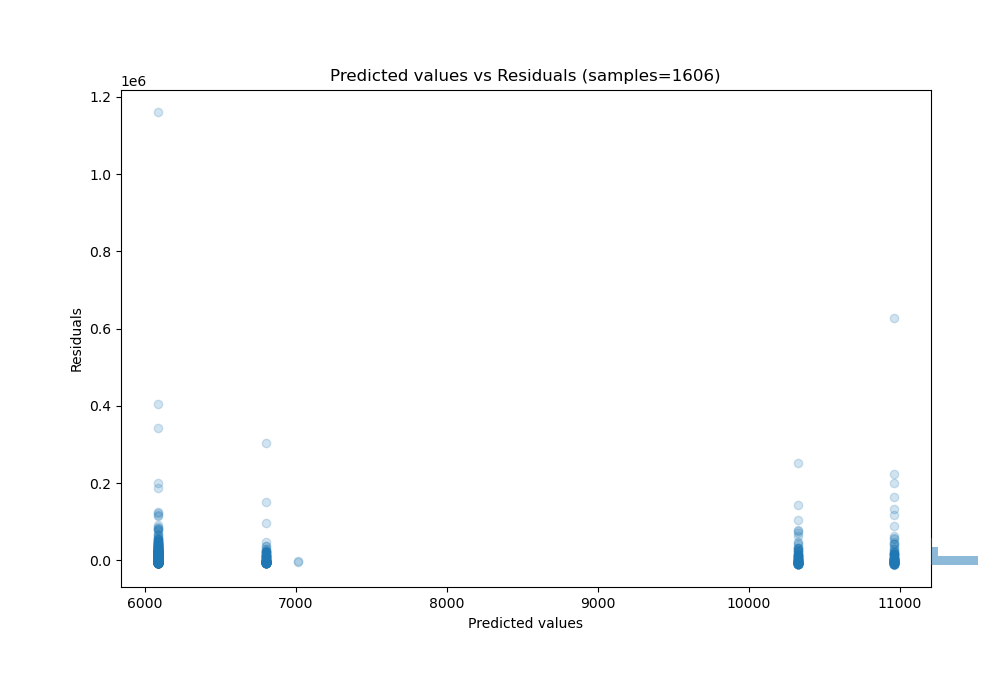 Predicted values vs Residuals (samples=1606)
1e6
1.2
1.0
0.8
0.6
0.4
0.2
0.0
Residuals
6000 7000 8000 9000 10000 11000
Predicted values